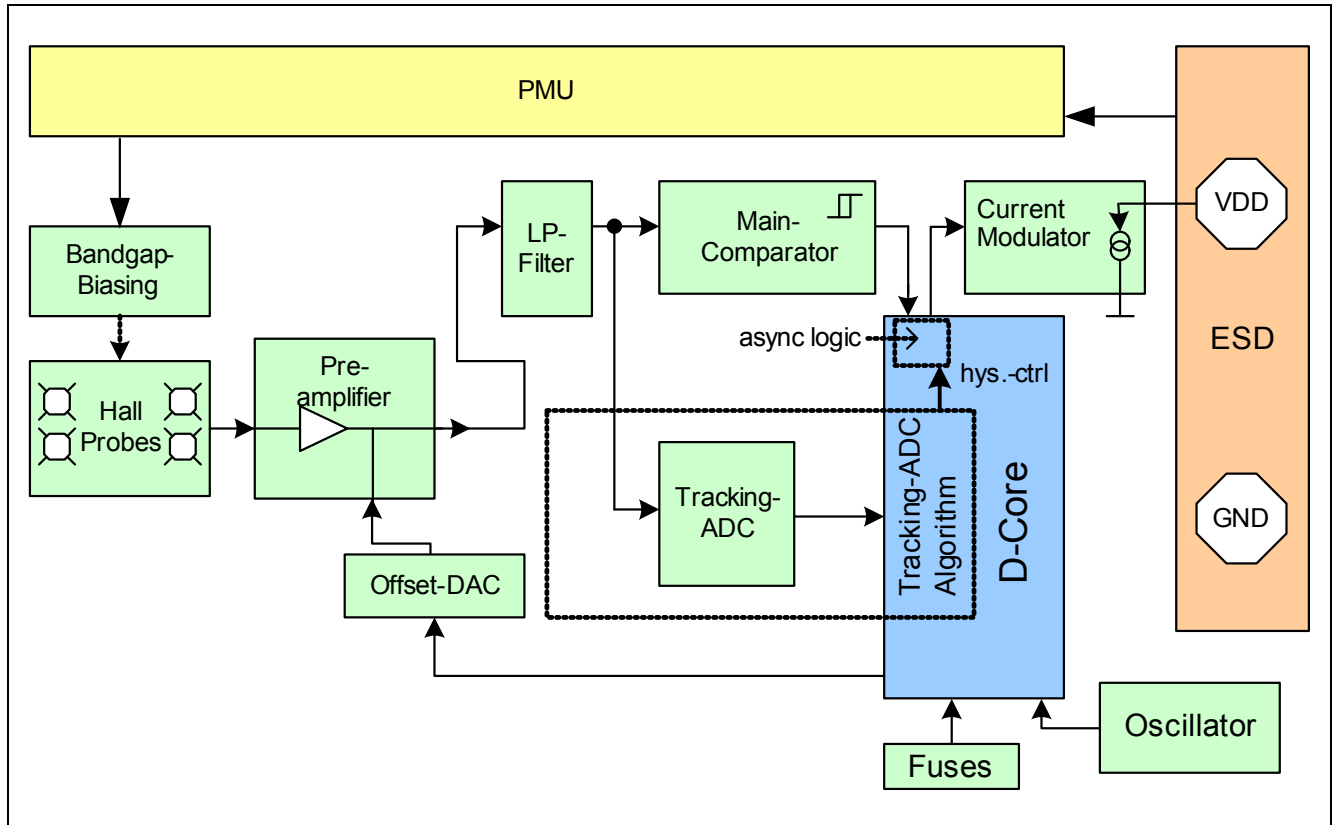 PMU
VDD
ESD
GND
Bandgap-
Biasing
LP-
Filter
Main-
Comparator
Current
Modulator
async logic
hys.-ctrl
Hall
Probes
Pre-
amplifier
Tracking-
ADC
Tracking-ADC
Algorithm
D-Core
Offset-DAC
Fuses
Oscillator